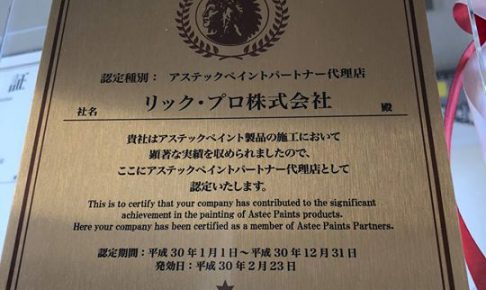 認定種別： アステックペイントパートナー代理店
社名 リック・プロ株式会社 殿
貴社はアステックペイント製品の施工において
顕著な実績を収められましたので、
ここにアステックペイントパートナー代理店として
認定いたします。
This is to certify that your company has contributed to the significant
achievement in the painting of Astec Paints products.
Here your company has been certified as a member of Astec Paints Partners.
認定期間：平成30年1月1日～平成30年12月31日
発効日：平成30年2月23日
証